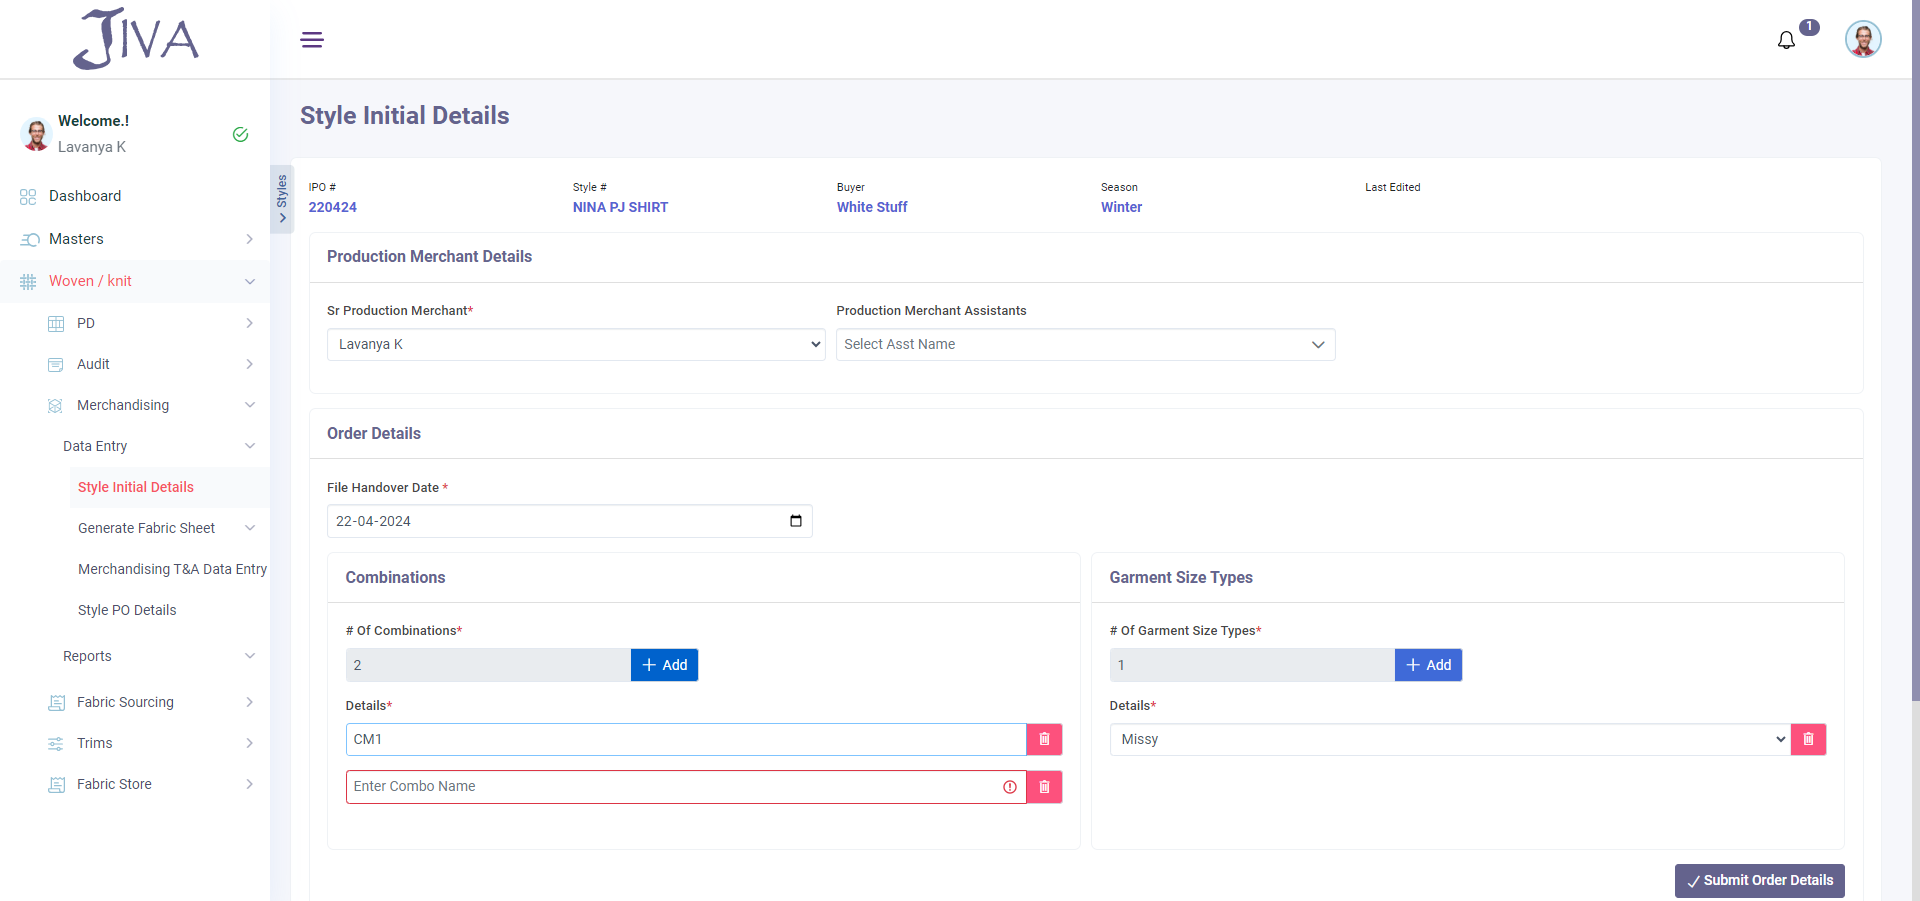 JIVA
1
Welcome.!
Lavanya K
Dashboard
Masters
Woven / knit
PD
Audit
Merchandising
Data Entry
Style Initial Details
Generate Fabric Sheet
Merchandising T&A Data Entry
Style PO Details
Reports
Fabric Sourcing
Trims
Fabric Store
Styles
Style Initial Details
IPO #
220424
Style #
NINA PJ SHIRT
Buyer
White Stuff
Season
Winter
Last Edited
Production Merchant Details
Sr Production Merchant*
Lavanya K
Production Merchant Assistants
Select Asst Name
Order Details
File Handover Date *
22-04-2024
Combinations
# Of Combinations*
2
Add
Details*
CM1
Enter Combo Name
Garment Size Types
# Of Garment Size Types*
1
Add
Details*
Missy
Submit Order Details